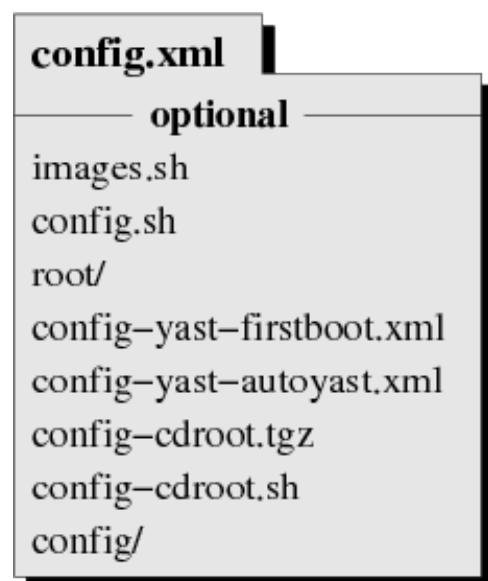 config.xml
optional
images.sh
config.sh
root/
config–yast–firstboot.xml
config–yast–autoyast.xml
config–cdroot.tgz
config–cdroot.sh
config/